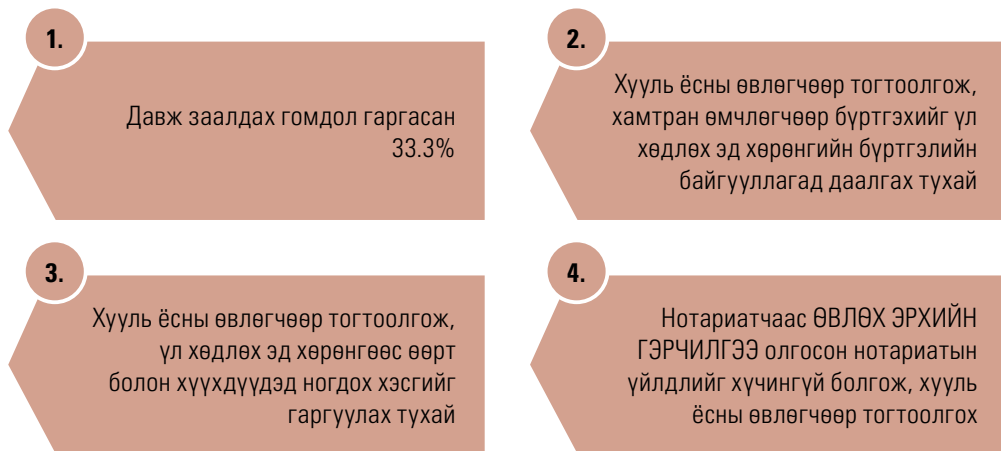 1.
Давж заалдах гомдол гаргасан
33.3%
2.
Хууль ёсны өвлөгчөөр тогтоолгож,
хамтран өмчлөгчөөр бүртгэхийг үл
хөдлөх эд хөрөнгийн бүртгэлийн
байгууллагад даалгах тухай
3.
Хууль ёсны өвлөгчөөр тогтоолгож,
үл хөдлөх эд хөрөнгөөс өөрт
болон хүүхдүүдэд ногдох хэсгийг
гаргуулах тухай
4.
Нотариатчаас ӨВЛӨХ ЭРХИЙН
ГЭРЧИЛГЭЭ олгосон нотариатын
үйлдлийг хүчингүй болгож, хууль
ёсны өвлөгчөөр тогтоолгох